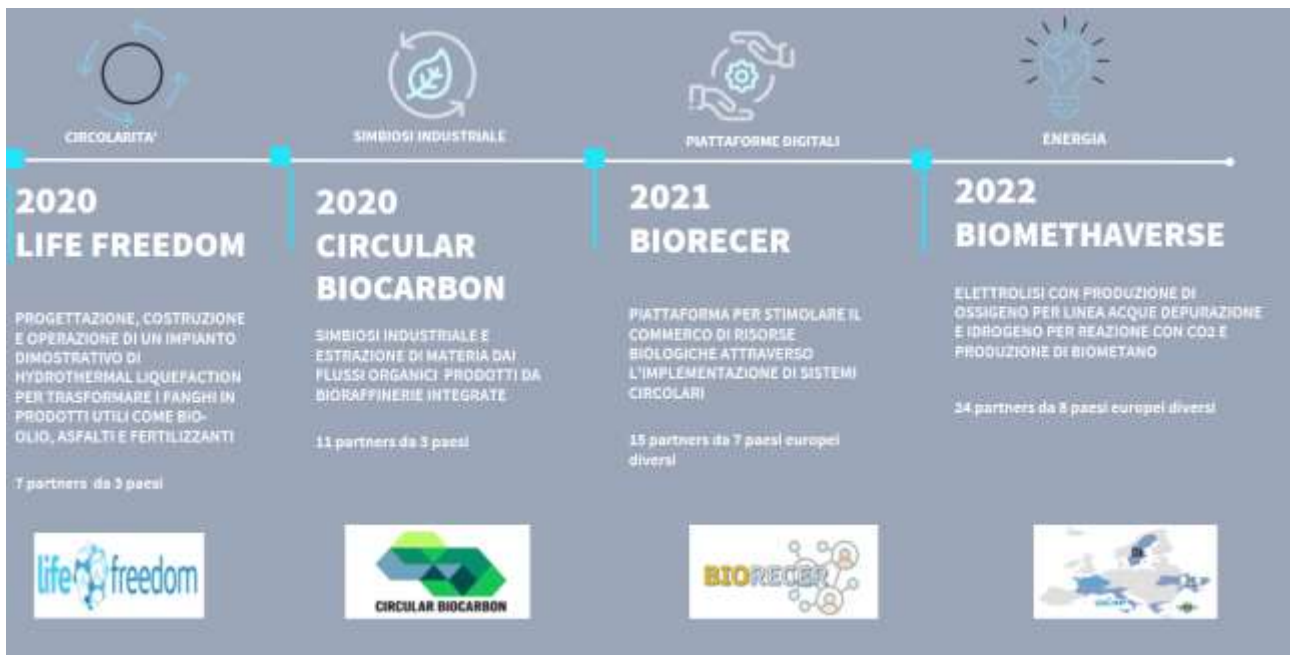 CIRCOLARITA'
2020
LIFE FREEDOM
PROGETTAZIONE, COSTRUZIONE
E OPERAZIONE DI UN IMPIANTO
DIMOSTRATIVO DI
HYDROTHERMAL LIQUEFACTION
PER TRASFORMARE I FANGHI IN
PRODOTTI UTILI COME BIO-
OLIO, ASFALTI E FERTILIZZANTI
7 partners da 3 paesi
life freedom
SIMBIOSI INDUSTRIALE
2020
CIRCULAR
BIOCARBON
SIMBIOSI INDUSTRIALE E
ESTRAZIONE DI MATERIA DAI
FLUSSI ORGANICI PRODOTTI DA
BIORAFFINERIE INTEGRATE
11 partners da 3 paesi
CIRCULAR BIOCARBON
PIATTAFORME DIGITALI
2021
BIORECER
PIATTAFORMA PER STIMOLARE IL
COMMERCO DI RISORSE
BIOLOGICHE ATTRAVERSO
L'IMPLEMENTAZIONE DI SISTEMI
CIRCOLARI
15 partners da 7 paesi europei
diversi
BIORECER
ENERGIA
2022
BIOMETHAVERSE
ELETTROLISI CON PRODUZIONE DI
OSSIGENO PER LINEA ACQUE DEPURAZIONE
E IDROGENO PER REAZIONE CON CO2 E
PRODUZIONE DI BIOMETANO
partners da 8 paesi europei diversi